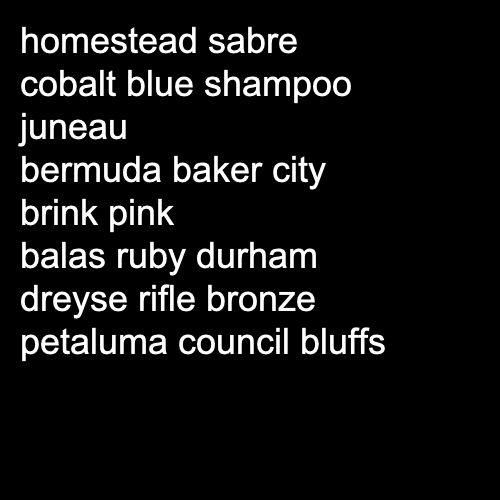 homestead sabre
cobalt blue shampoo
juneau
bermuda baker city
brink pink
balas ruby durham
dreyse rifle bronze
petaluma council bluffs